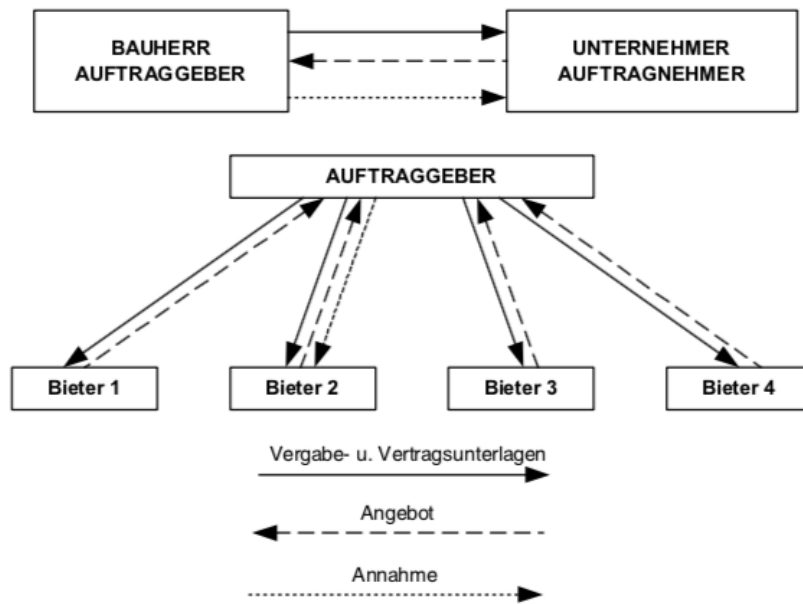 BAUHERR
AUFTRAGGEBER
UNTERNEHMER
AUFTRAGNEHMER
AUFTRAGGEBER
Bieter 1
Bieter 2
Bieter 3
Bieter 4
Vergabe- u. Vertragsunterlagen
Angebot
Annahme